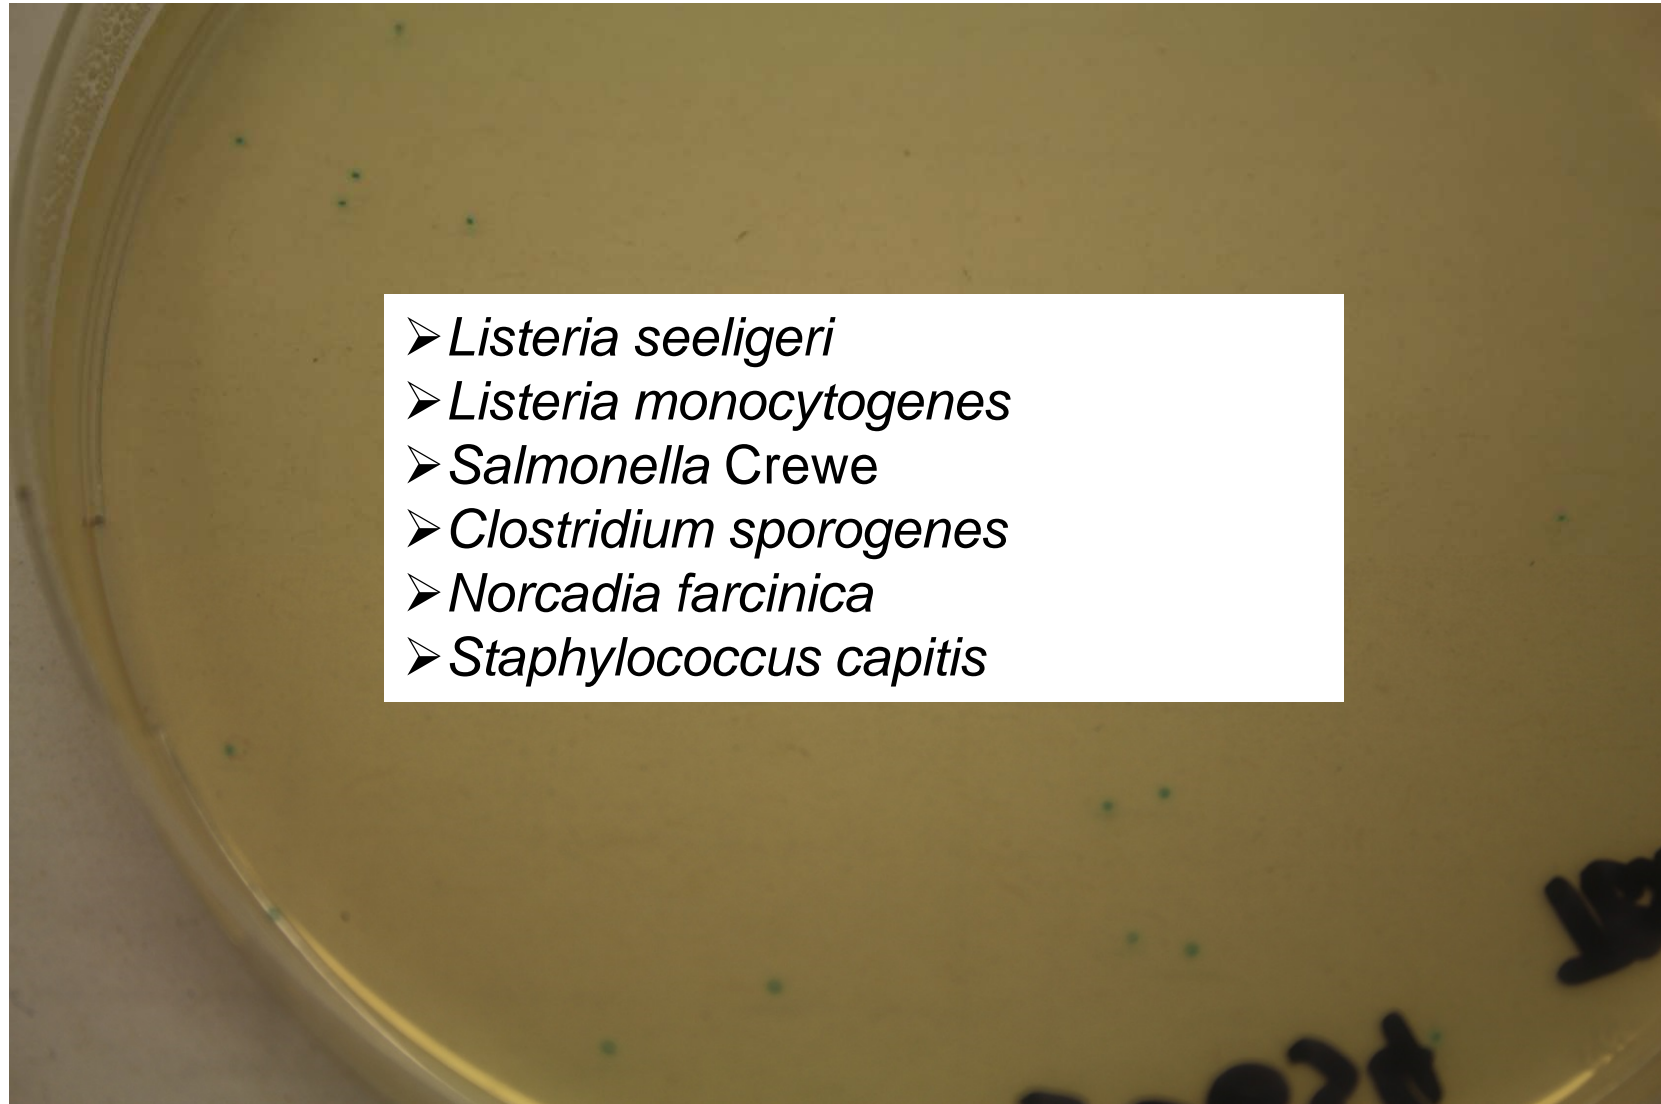 ➢Listeria seeligeri
➢Listeria monocytogenes
➢Salmonella Crewe
➢Clostridium sporogenes
➢Norcadia farcinica
➢Staphylococcus capitis